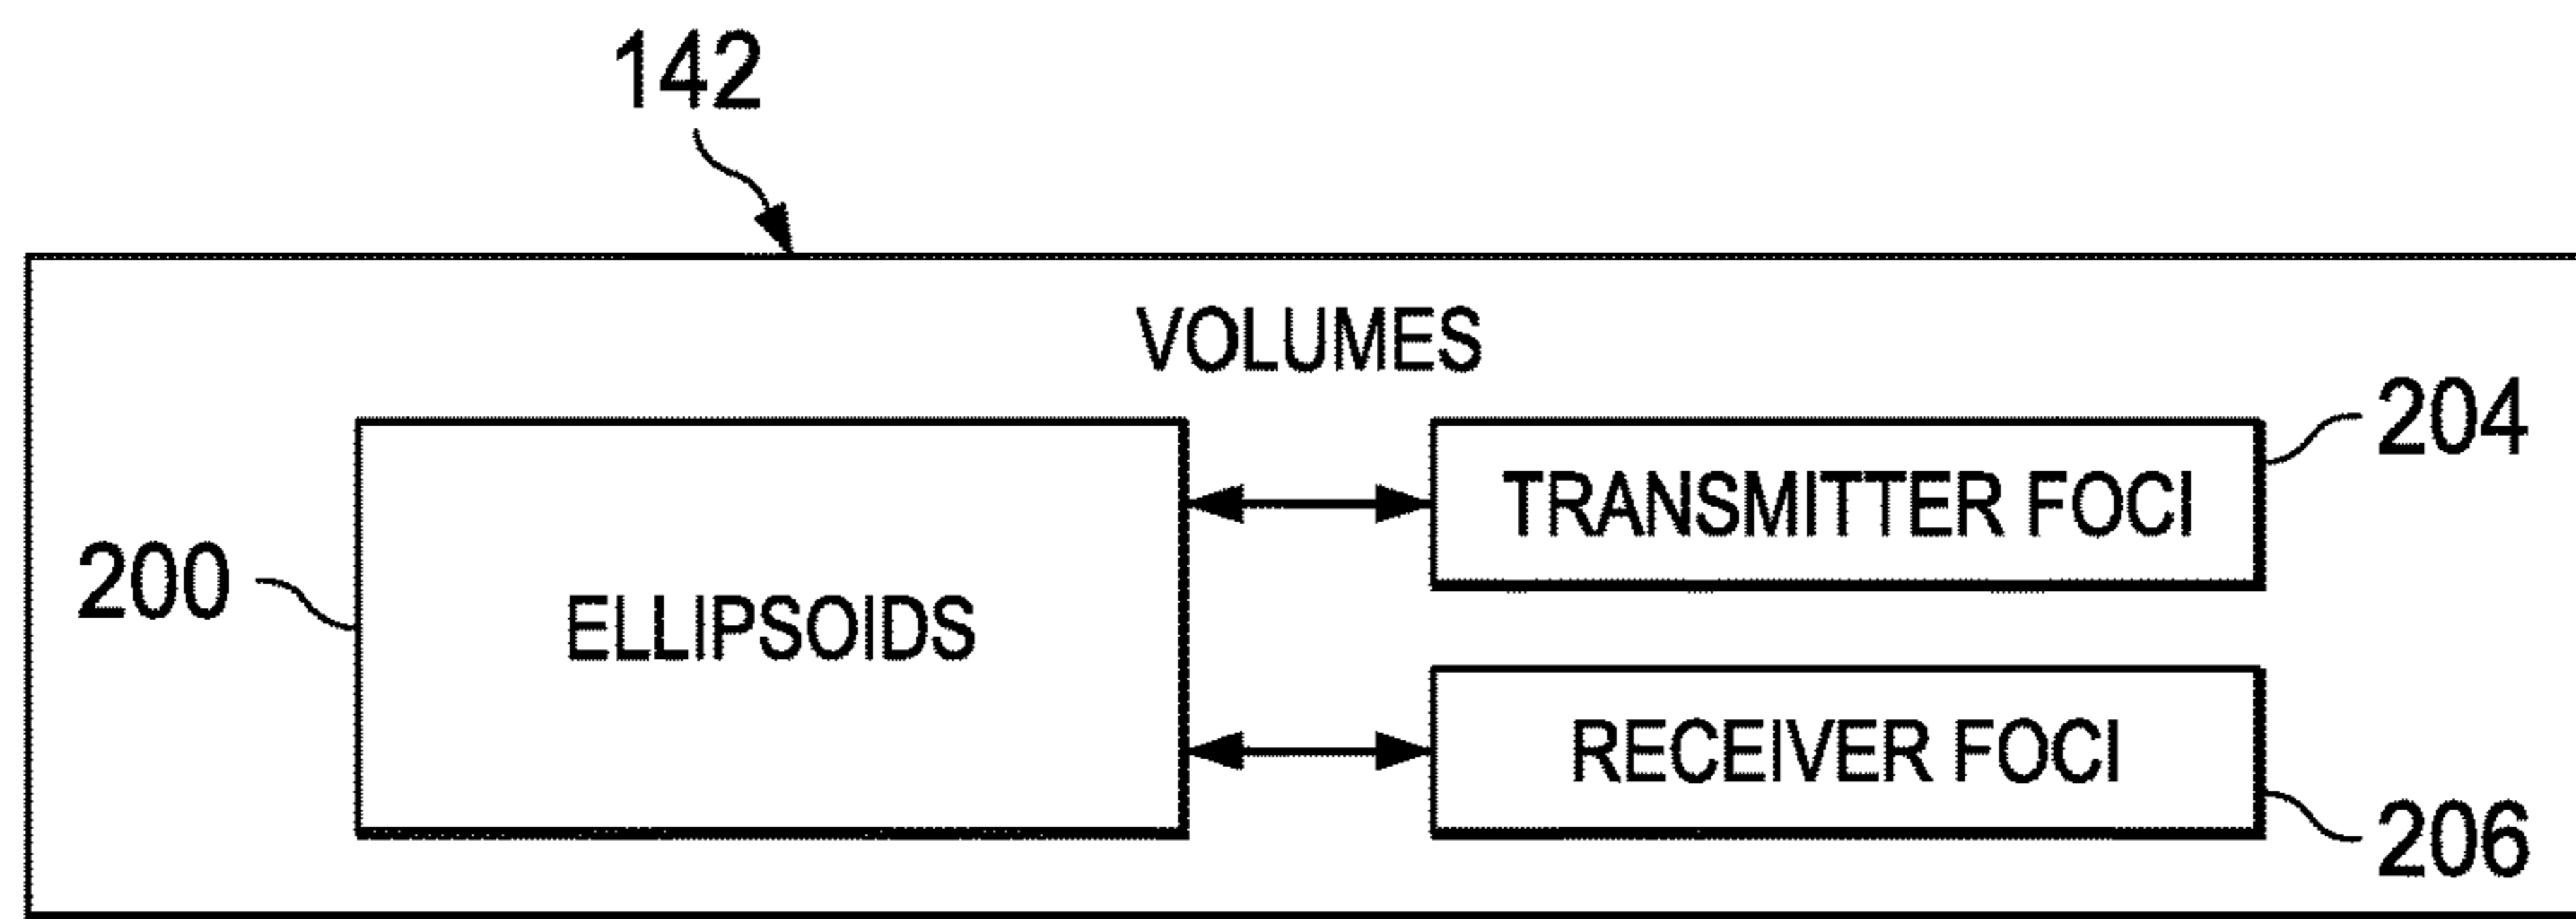 142
VOLUMES
204
TRANSMITTER FOCI
200
ELLIPSOIDS
RECEIVER FOCI
206